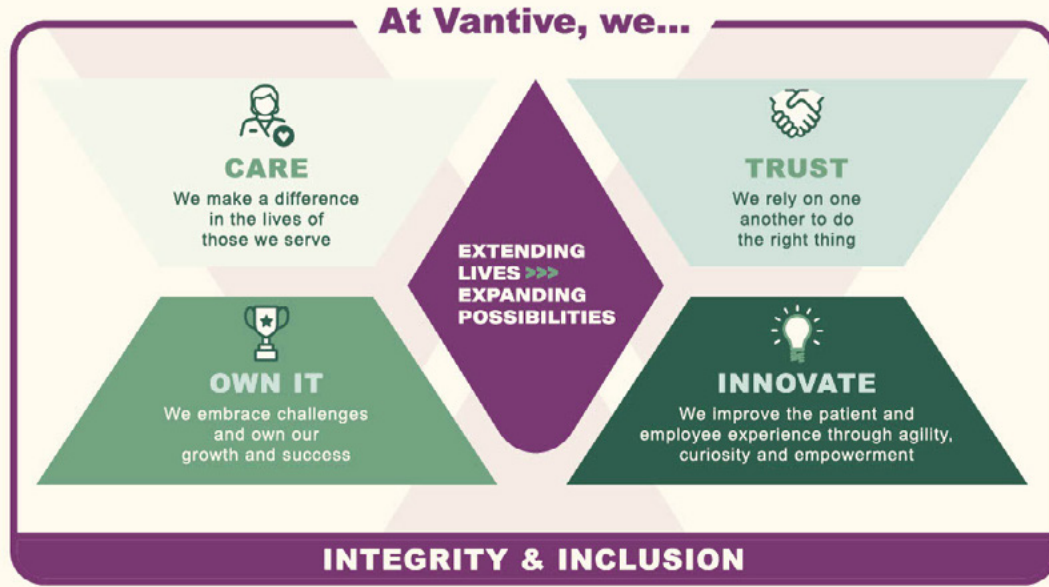 At Vantive, we...
CARE
We make a difference
in the lives of
those we serve
TRUST
We rely on one
another to do
the right thing
EXTENDING
LIVES >>>
EXPANDING
POSSIBILITIES
OWN IT
We embrace challenges
and own our
growth and success
INNOVATE
We improve the patient and
employee experience through agility,
curiosity and empowerment
INTEGRITY & INCLUSION